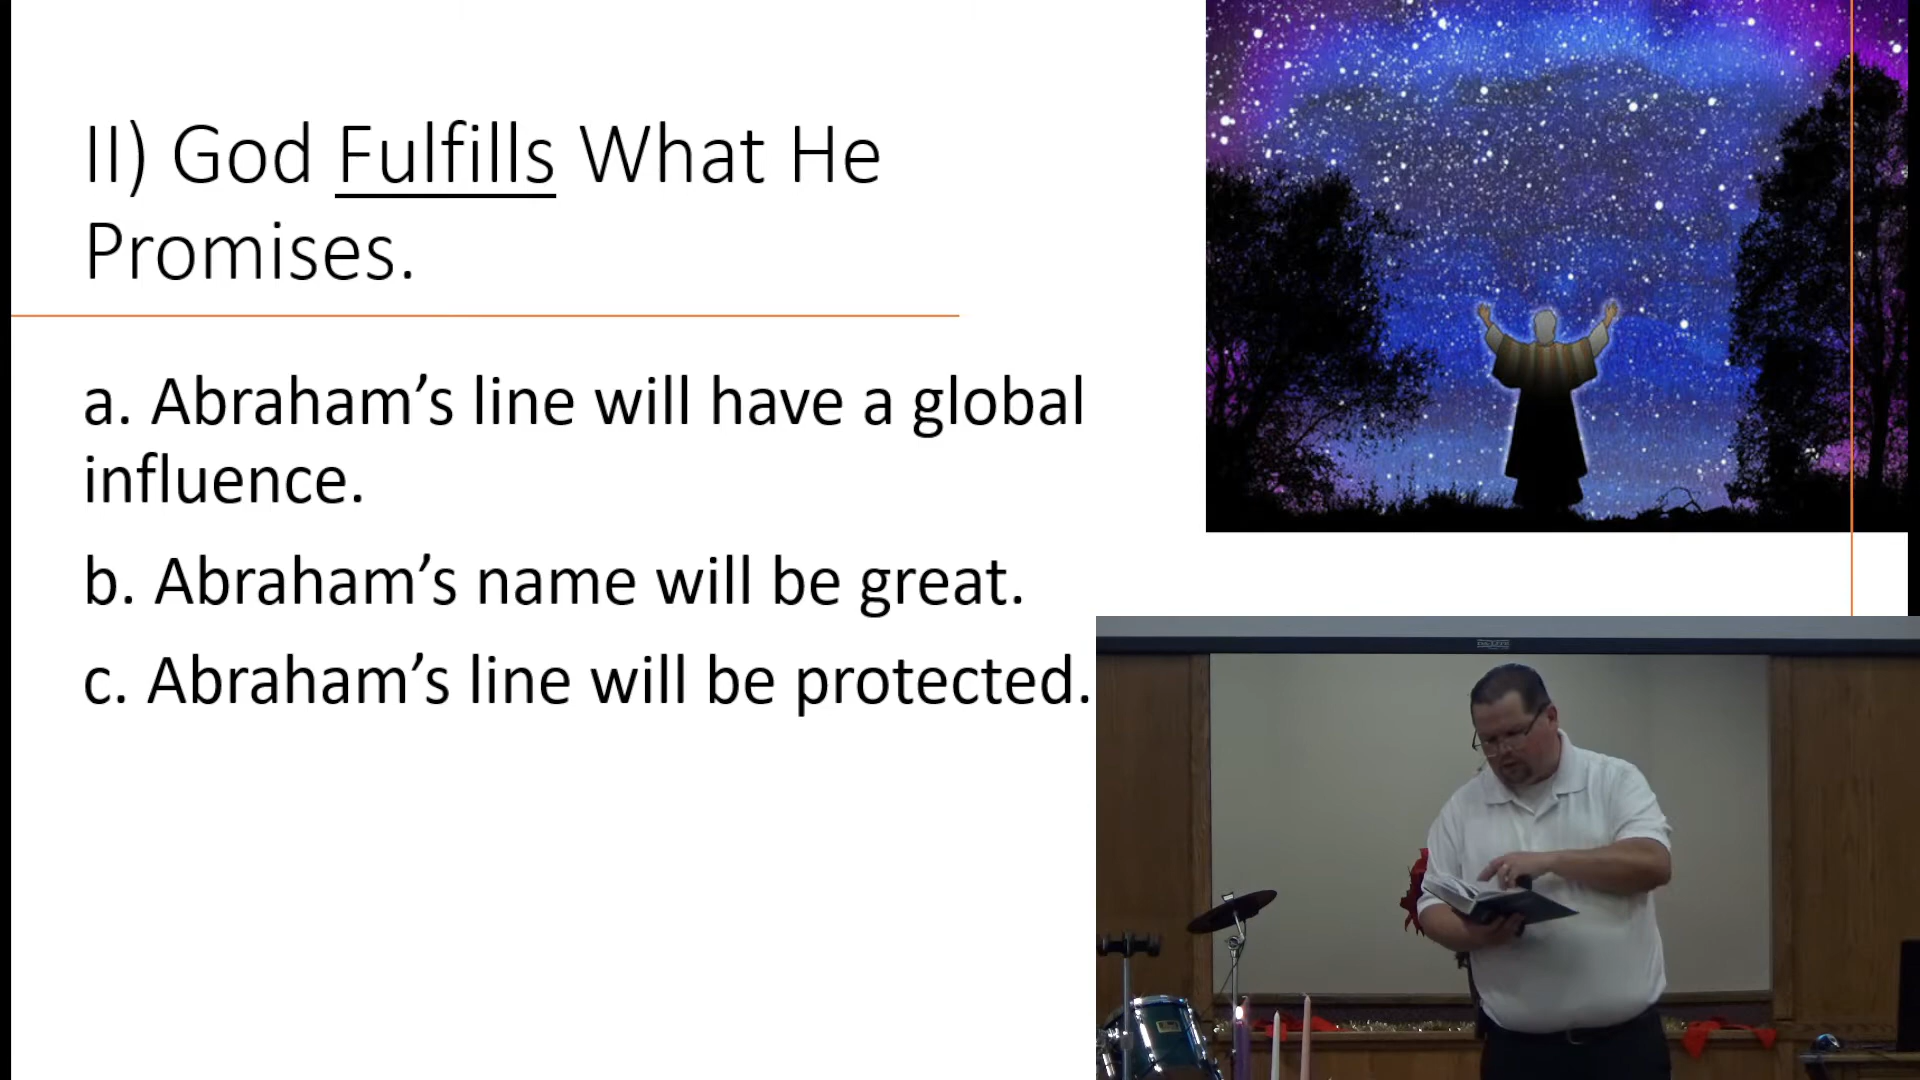 II) God Fulfills What He
Promises.
a. Abraham’s line will have a global
influence.
b. Abraham’s name will be great.
c. Abraham’s line will be protected.